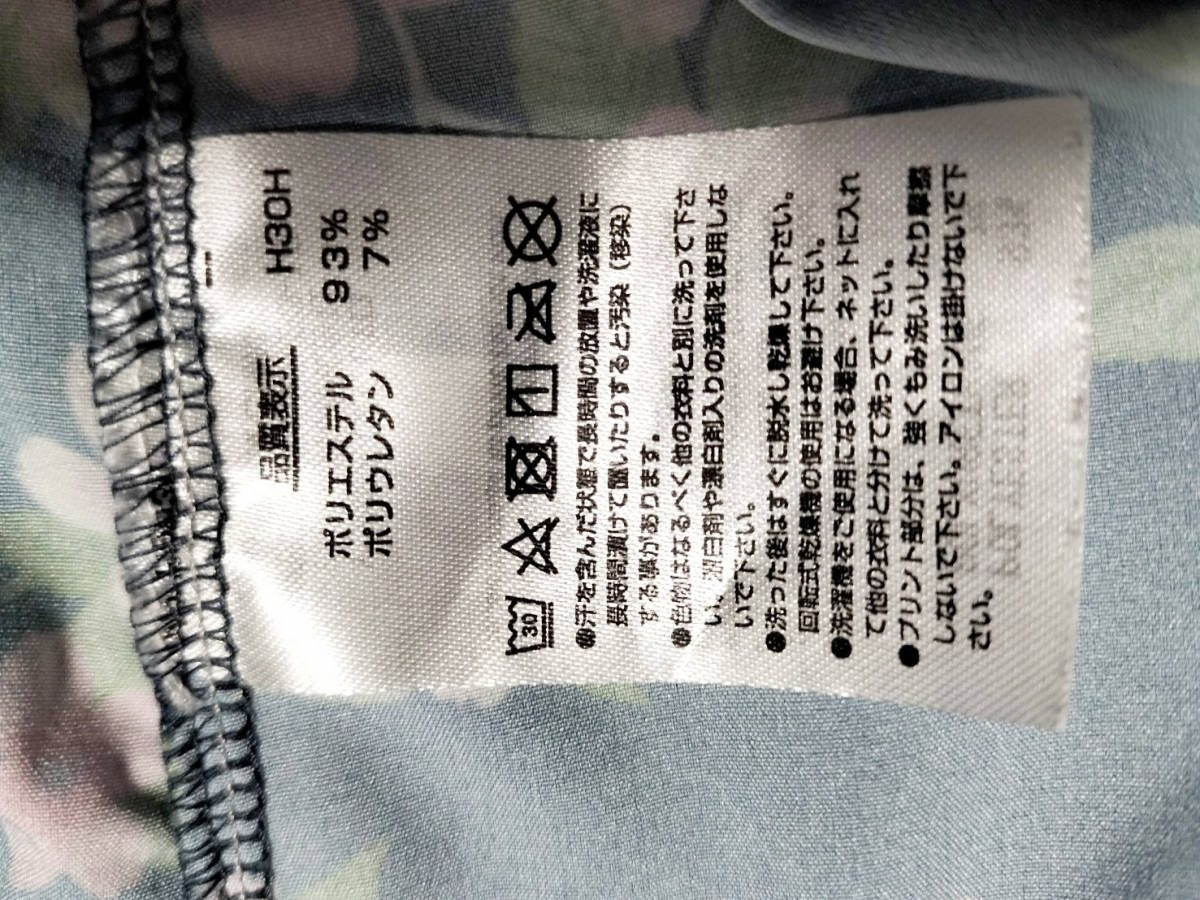 品質表示 H30H
ポリエステル 93%
ポリウレタン 7%
30
●汗を含んだ状態で長時間の放置や洗濯液に
長時間漬けて置いたりすると汚染（移染）
する事があります。
●色物はなるべく他の衣料と別に洗って下さ
い。漂白剤や漂白剤入りの洗剤を使用しな
いで下さい。
●洗った後はすぐに脱水し乾燥して下さい。
回転式乾燥機の使用はお避け下さい。
●洗濯機をご使用になる場合、ネットに入れ
て他の衣料と分けて洗って下さい。
●プリント部分は、強くもみ洗いしたり摩擦
しないで下さい。アイロンは掛けないで下
さい。